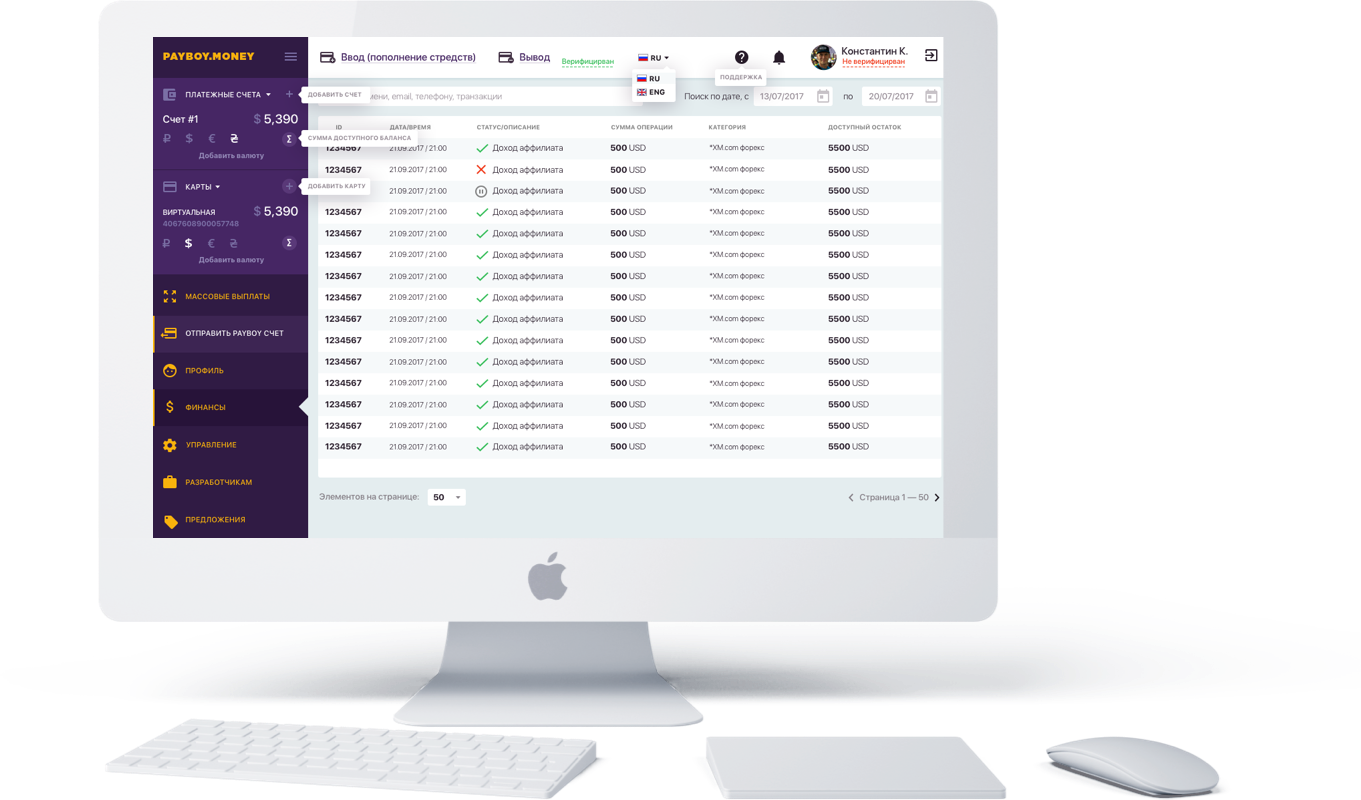 PAYBOY.MONEY
Ввод (пополнение стредств)
Вывод
Верифицирван
RU
RU
ENG
ПОДДЕРЖКА
Константин К.
Не верифицирван
ПЛАТЕЖНЫЕ СЧЕТА
ДОБАВИТЬ СЧЕТ
Счет #1
$ 5,390
₽ $ € ₴ Σ
СУММА ДОСТУПНОГО БАЛАНСА
Добавить валюту
КАРТЫ
ДОБАВИТЬ КАРТУ
ВИРТУАЛЬНАЯ
$ 5,390
4067608900057748
₽ $ € ₴ Σ
Добавить валюту
МАССОВЫЕ ВЫПЛАТЫ
ОТПРАВИТЬ PAYBOY СЧЕТ
ПРОФИЛЬ
ФИНАНСЫ
УПРАВЛЕНИЕ
РАЗРАБОТЧИКАМ
ПРЕДЛОЖЕНИЯ
email, телефону, транзакции
Поиск по дате, с 13/07/2017 по 20/07/2017
ID ДАТА/ВРЕМЯ СТАТУС/ОПИСАНИЕ СУММА ОПЕРАЦИИ КАТЕГОРИЯ ДОСТУПНЫЙ ОСТАТОК
1234567 21.09.2017 / 21:00 Доход аффилиата 500 USD *XM.com форекс 5500 USD
1234567 21.09.2017 / 21:00 Доход аффилиата 500 USD *XM.com форекс 5500 USD
21.09.2017 / 21:00 Доход аффилиата 500 USD *XM.com форекс 5500 USD
1234567 21.09.2017 / 21:00 Доход аффилиата 500 USD *XM.com форекс 5500 USD
1234567 21.09.2017 / 21:00 Доход аффилиата 500 USD *XM.com форекс 5500 USD
1234567 21.09.2017 / 21:00 Доход аффилиата 500 USD *XM.com форекс 5500 USD
1234567 21.09.2017 / 21:00 Доход аффилиата 500 USD *XM.com форекс 5500 USD
1234567 21.09.2017 / 21:00 Доход аффилиата 500 USD *XM.com форекс 5500 USD
1234567 21.09.2017 / 21:00 Доход аффилиата 500 USD *XM.com форекс 5500 USD
1234567 21.09.2017 / 21:00 Доход аффилиата 500 USD *XM.com форекс 5500 USD
1234567 21.09.2017 / 21:00 Доход аффилиата 500 USD *XM.com форекс 5500 USD
1234567 21.09.2017 / 21:00 Доход аффилиата 500 USD *XM.com форекс 5500 USD
1234567 21.09.2017 / 21:00 Доход аффилиата 500 USD *XM.com форекс 5500 USD
1234567 21.09.2017 / 21:00 Доход аффилиата 500 USD *XM.com форекс 5500 USD
1234567 21.09.2017 / 21:00 Доход аффилиата 500 USD *XM.com форекс 5500 USD
Элементов на странице: 50
Страница 1 — 50